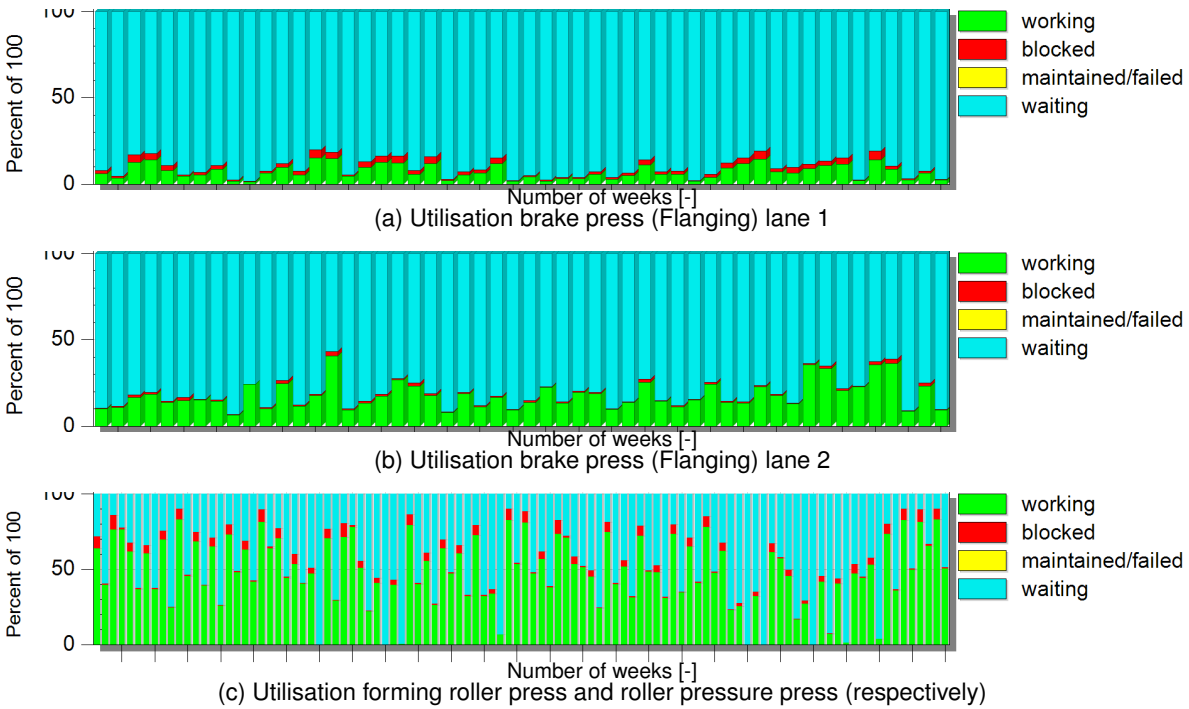 Percent of 100
100
50
0
working
blocked
maintained/failed
waiting
Number of weeks [-]
(a) Utilisation brake press (Flanging) lane 1
Percent of 100
100
50
0
working
blocked
maintained/failed
waiting
Number of weeks [-]
(b) Utilisation brake press (Flanging) lane 2
Percent of 100
100
50
0
working
blocked
maintained/failed
waiting
Number of weeks [-]
(c) Utilisation forming roller press and roller pressure press (respectively)